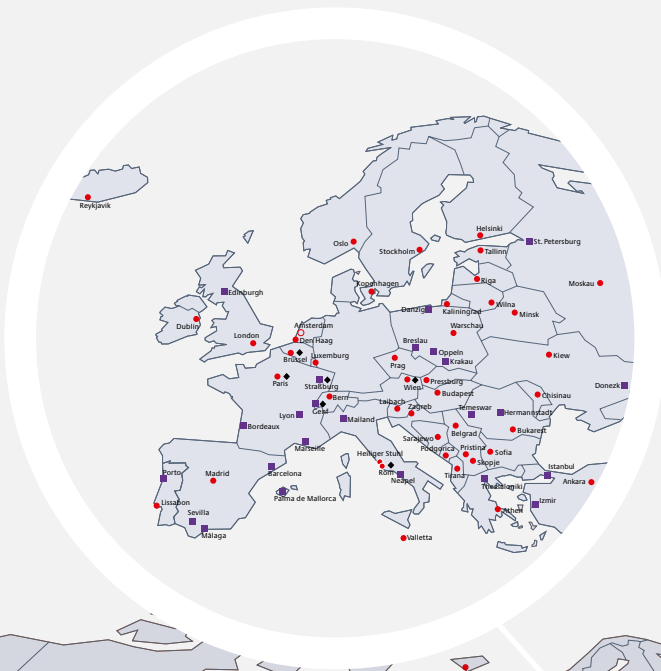 Reykjavik
Helsinki
Oslo
Stockholm
Tallinn
St. Petersburg
Riga
Moskau
Kopenhagen
Edinburgh
Danzig
Kaliningrad
Wilna
Minsk
Dublin
Amsterdam
Warschau
London
Den Haag
Breslau
Oppeln
Brüssel
Luxemburg
Prag
Krakau
Kiew
Paris
Straßburg
Wien
Pressburg
Donezk
Bern
Budapest
Chisinau
Genf
Laibach
Zagreb
Temeswar
Hermannstadt
Lyon
Mailand
Bordeaux
Belgrad
Bukarest
Sarajewo
Marseille
Podgorica
Pristina
Sofia
Heiliger Stuhl
Skopje
Istanbul
Porto
Madrid
Barcelona
Rom
Tirana
Neapel
Ankara
Thessaloniki
Palma de Mallorca
Lissabon
Izmir
Sevilla
Athen
Málaga
Valletta